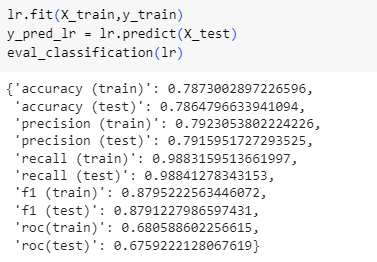 lr.fit(X_train,y_train)
y_pred_lr = lr.predict(X_test)
eval_classification(lr)
{'accuracy (train)': 0.7873002897226596,
'accuracy (test)': 0.7864796633941094,
'precision (train)': 0.7923053802224226,
'precision (test)': 0.7915951727293525,
'recall (train)': 0.9883159513661997,
'recall (test)': 0.98841278343153,
'f1 (train)': 0.8795222563446072,
'f1 (test)': 0.8791227986597431,
'roc(train)': 0.680588602256615,
'roc(test)': 0.6759222128067619}